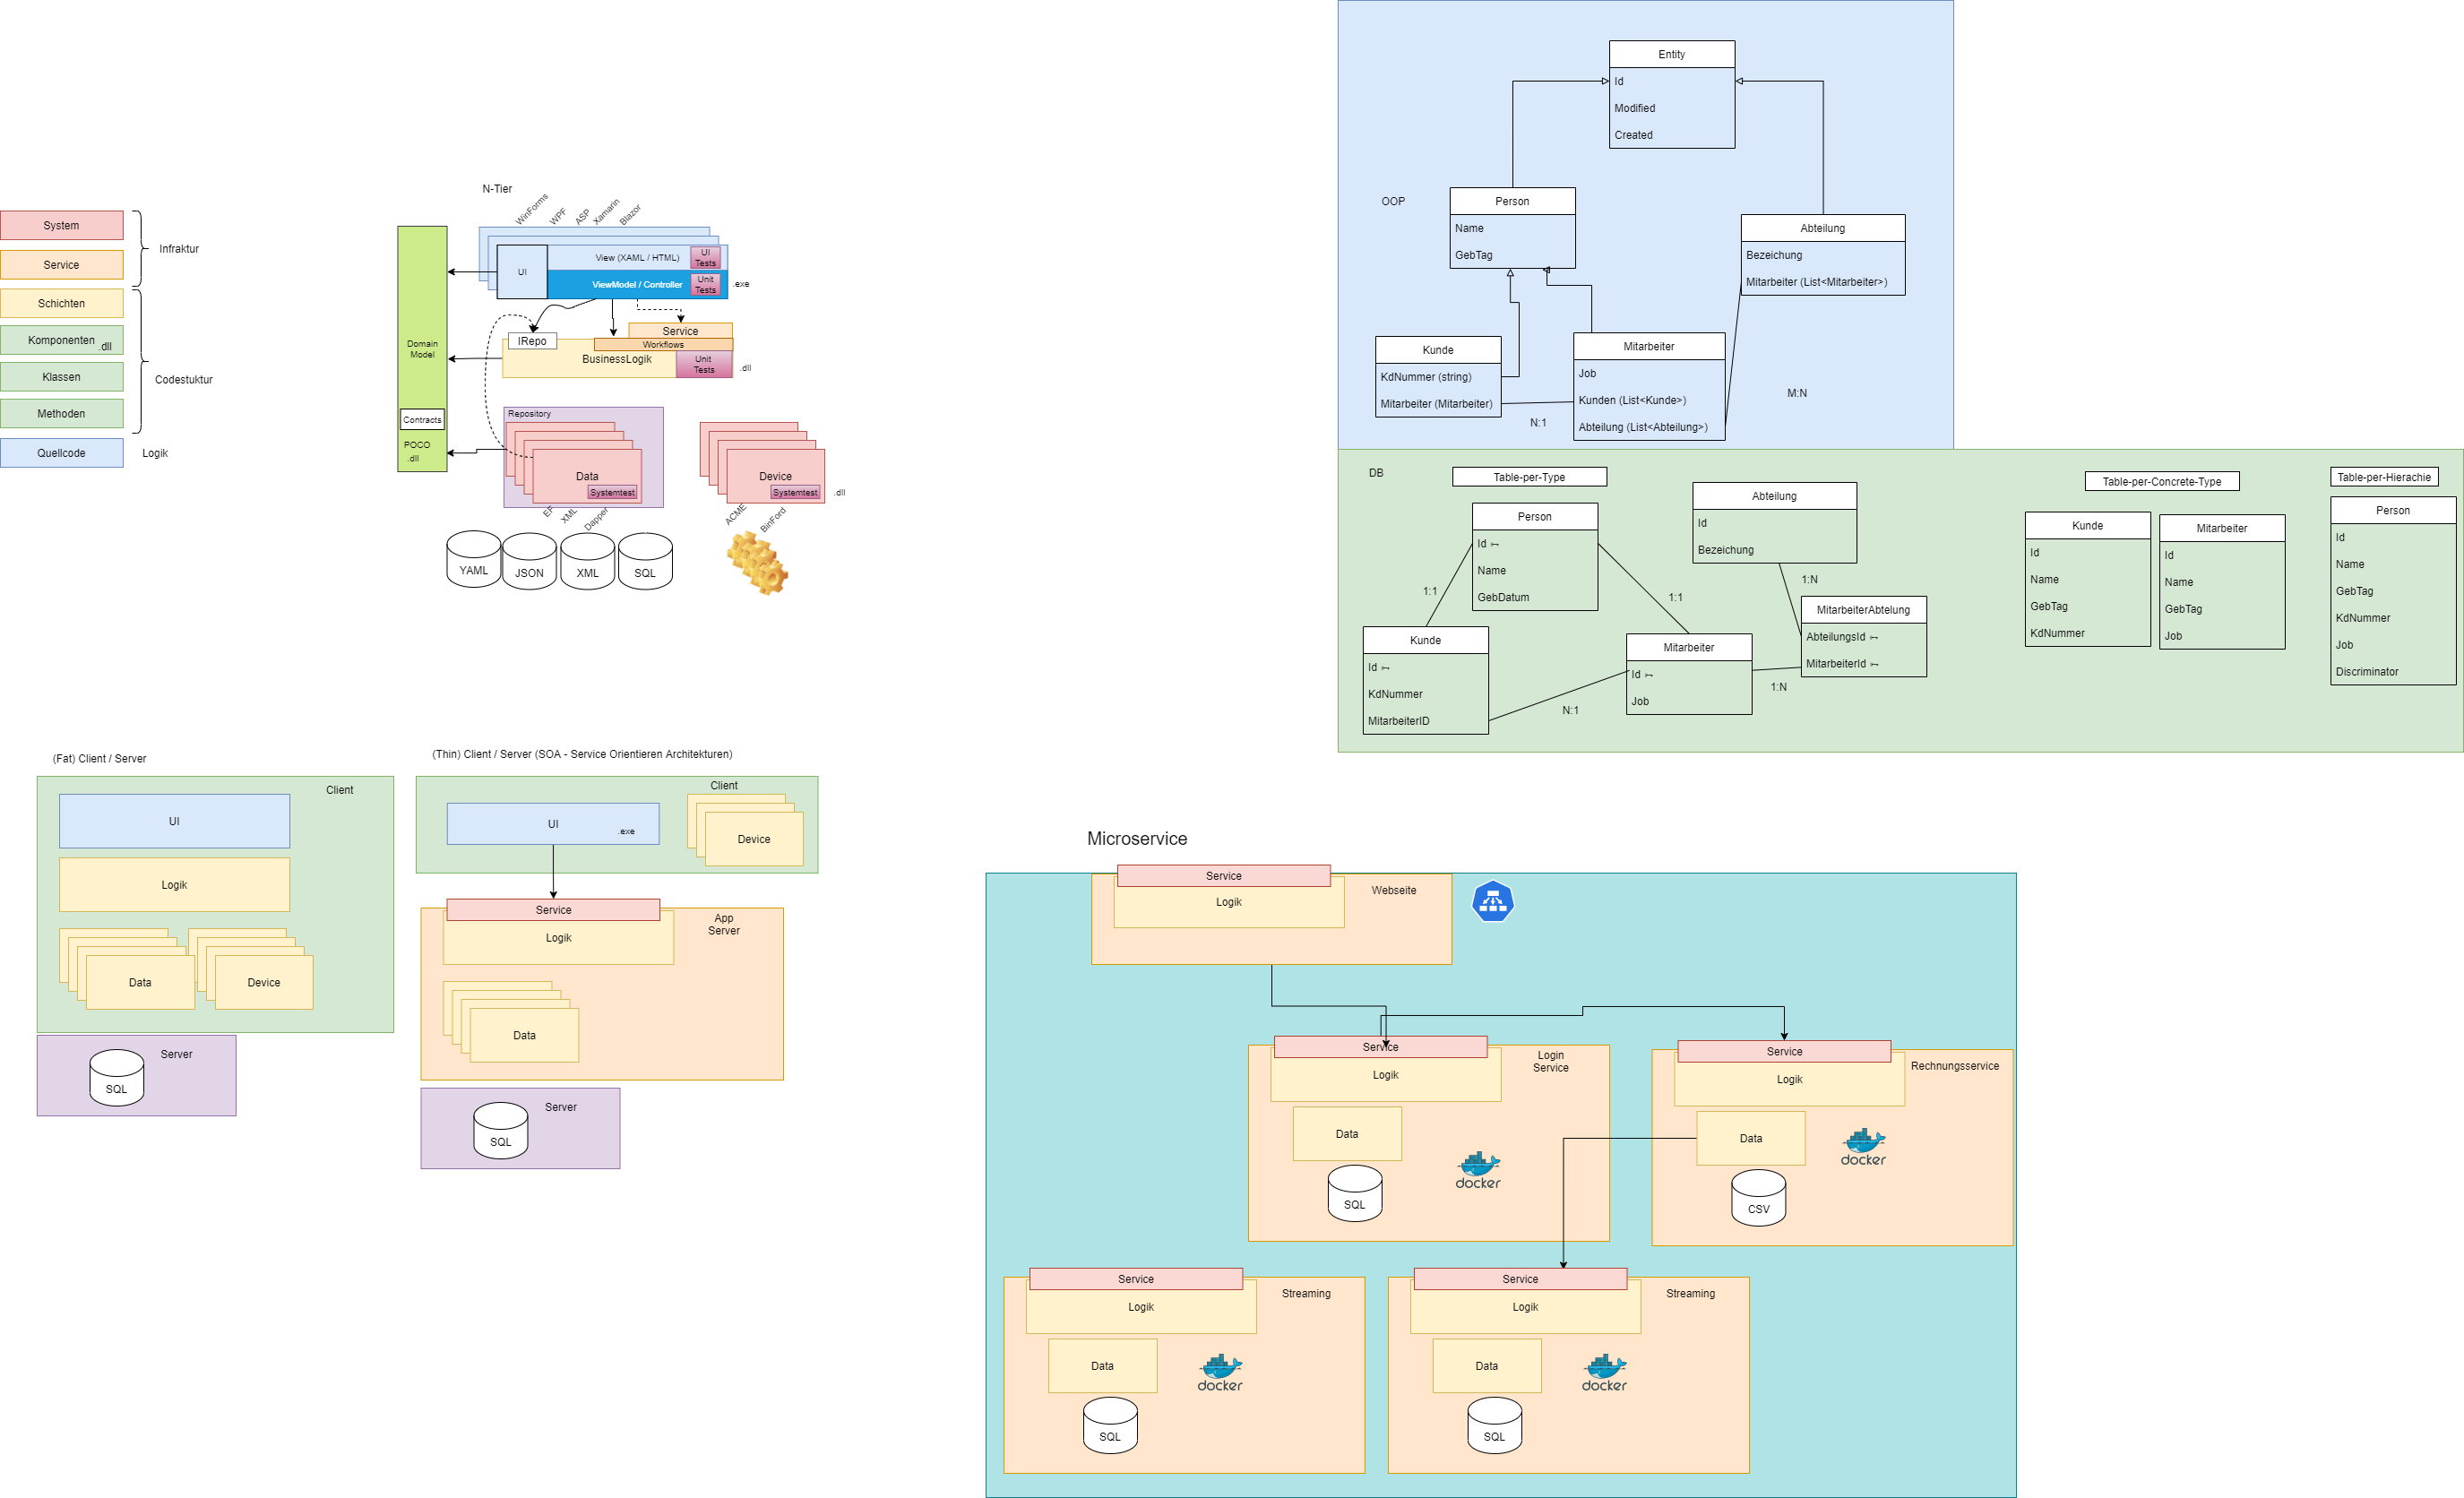 System
Service
Schichten
Komponenten
.dll
Klassen
Methoden
Quellcode
Infraktur
Codestuktur
Logik
N-Tier
WinForms
WPF
ASP
Xamarin
Blazor
Domain
Model
Contracts
POCO
.dll
UI
View (XAML / HTML)
UI
Tests
ViewModel / Controller
Unit
Tests
.exe
Service
Workflows
IRepo
BusinessLogik
Unit
Tests
.dll
Repository
Data
Systemtest
Device
Systemtest
.dll
EF
XML
Dapper
ACME
BinFord
YAML
JSON
XML
SQL
OOP
Entity
Id
Modified
Created
Person
Name
GebTag
Abteilung
Bezeichung
Mitarbeiter (List<Mitarbeiter>)
Kunde
KdNummer (string)
Mitarbeiter (Mitarbeiter)
Mitarbeiter
Job
Kunden (List<Kunde>)
Abteilung (List<Abteilung>)
N:1
M:N
DB
Table-per-Type
Person
Id
Name
GebDatum
Abteilung
Id
Bezeichung
1:1
1:1
1:N
MitarbeiterAbtelung
AbteilungsId
MitarbeiterId
Kunde
Id
KdNummer
MitarbeiterID
Mitarbeiter
Id
Job
N:1
1:N
Table-per-Concrete-Type
Kunde
Id
Name
GebTag
KdNummer
Mitarbeiter
Id
Name
GebTag
Job
Table-per-Hierachie
Person
Id
Name
GebTag
KdNummer
Job
Discriminator
(Fat) Client / Server
Client
UI
Logik
Data
Device
Server
SQL
(Thin) Client / Server (SOA - Service Orientieren Architekturen)
Client
UI
.exe
Device
Service
App
Server
Logik
Data
Server
SQL
Microservice
Service
Webseite
Logik
Service
Login
Service
Logik
Data
docker
SQL
Service
Rechnungsservice
Logik
Data
docker
CSV
Service
Streaming
Logik
Data
docker
SQL
Service
Streaming
Logik
Data
docker
SQL